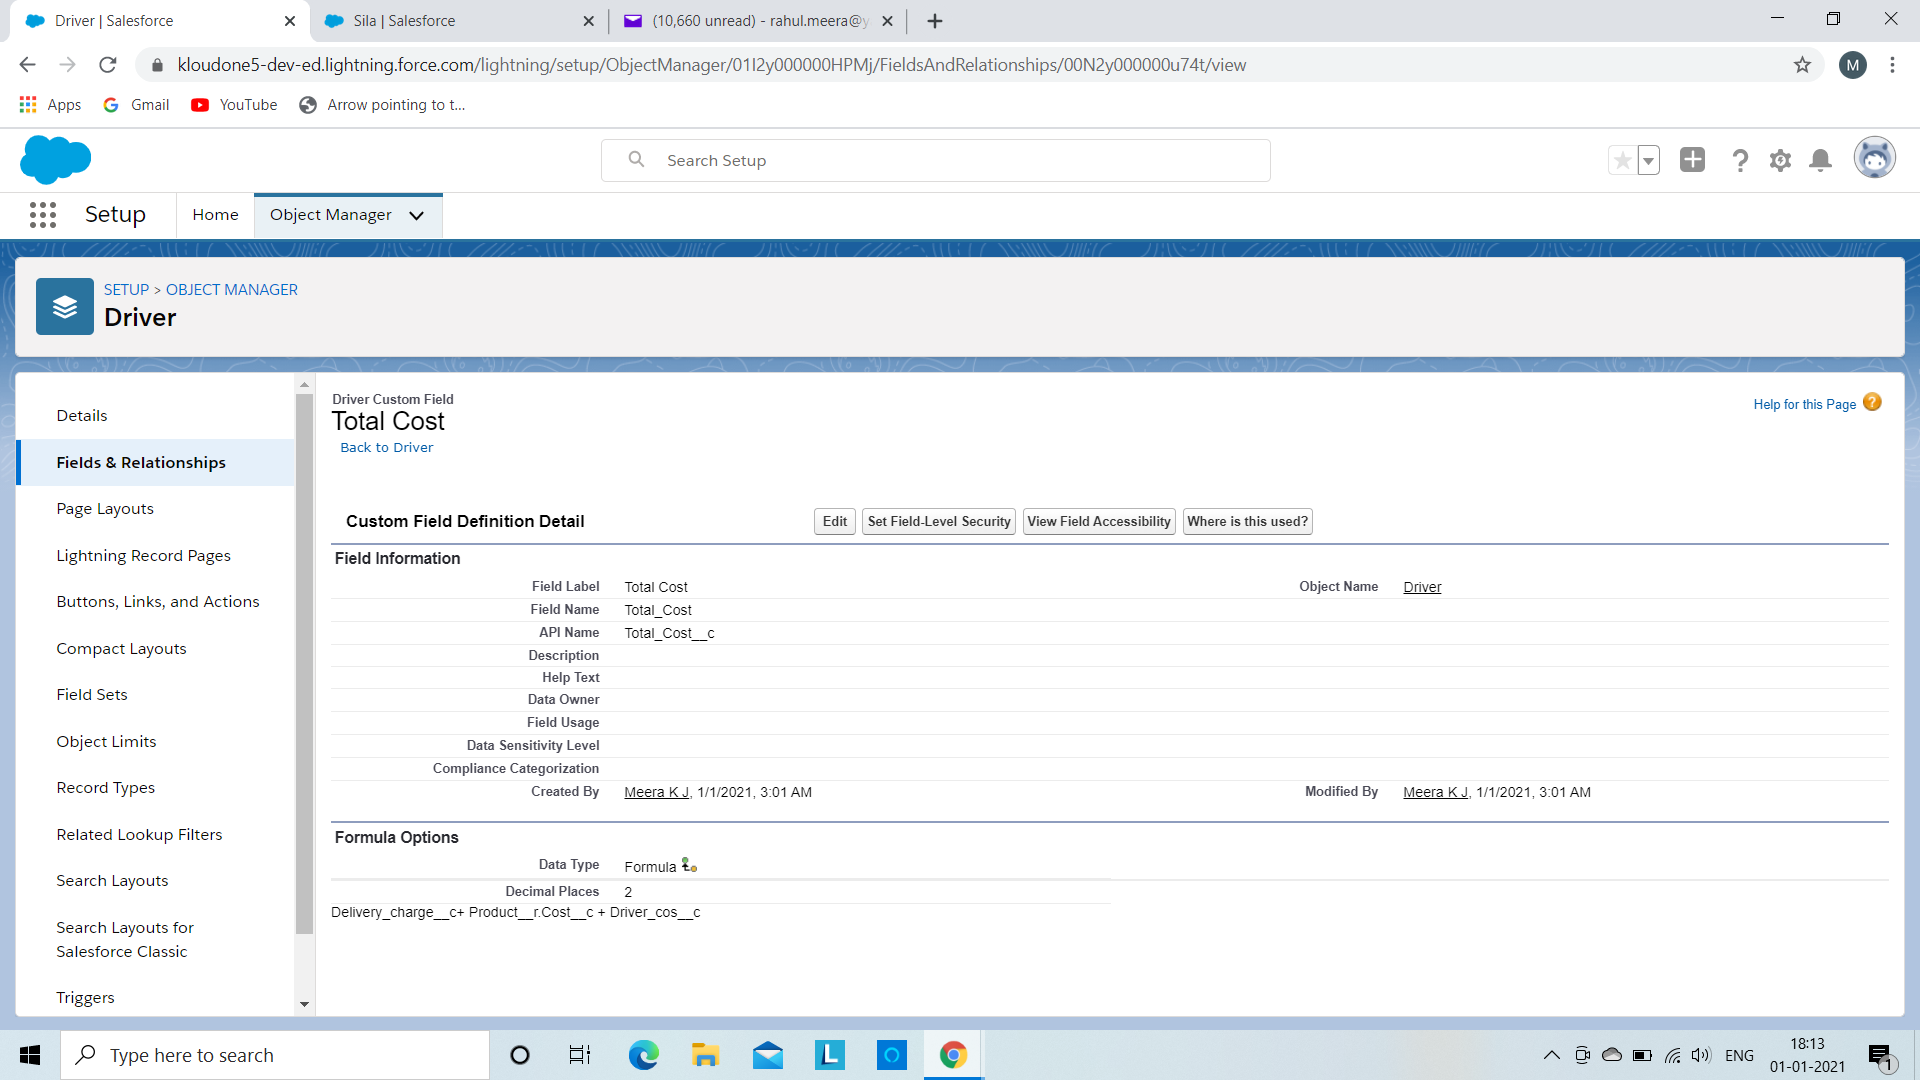 Driver | Salesforce
Sila | Salesforce
(10,660 unread) - rahul.meera@y
kloudone5-dev-ed.lightning.force.com/lightning/setup/ObjectManager/01I2y000000HPMj/FieldsAndRelationships/00N2y000000u74t/view
M
Apps
Gmail
YouTube
Arrow pointing to t...
Search Setup
Setup
Home
Object Manager
SETUP > OBJECT MANAGER
Driver
Details
Fields & Relationships
Page Layouts
Lightning Record Pages
Buttons, Links, and Actions
Compact Layouts
Field Sets
Object Limits
Record Types
Related Lookup Filters
Search Layouts
Search Layouts for
Salesforce Classic
Triggers
Driver Custom Field
Total Cost
Back to Driver
Help for this Page ?
Custom Field Definition Detail
Edit
Set Field-Level Security
View Field Accessibility
Where is this used?
Field Information
Field Label Total Cost Object Name Driver
Field Name Total_Cost
API Name Total_Cost__c
Description
Help Text
Data Owner
Field Usage
Data Sensitivity Level
Compliance Categorization
Created By Meera K J, 1/1/2021, 3:01 AM Modified By Meera K J, 1/1/2021, 3:01 AM
Formula Options
Data Type Formula
Decimal Places 2
Delivery_charge__c+ Product__r.Cost__c + Driver_cos__c
Type here to search
L
ENG
18:13
01-01-2021
1